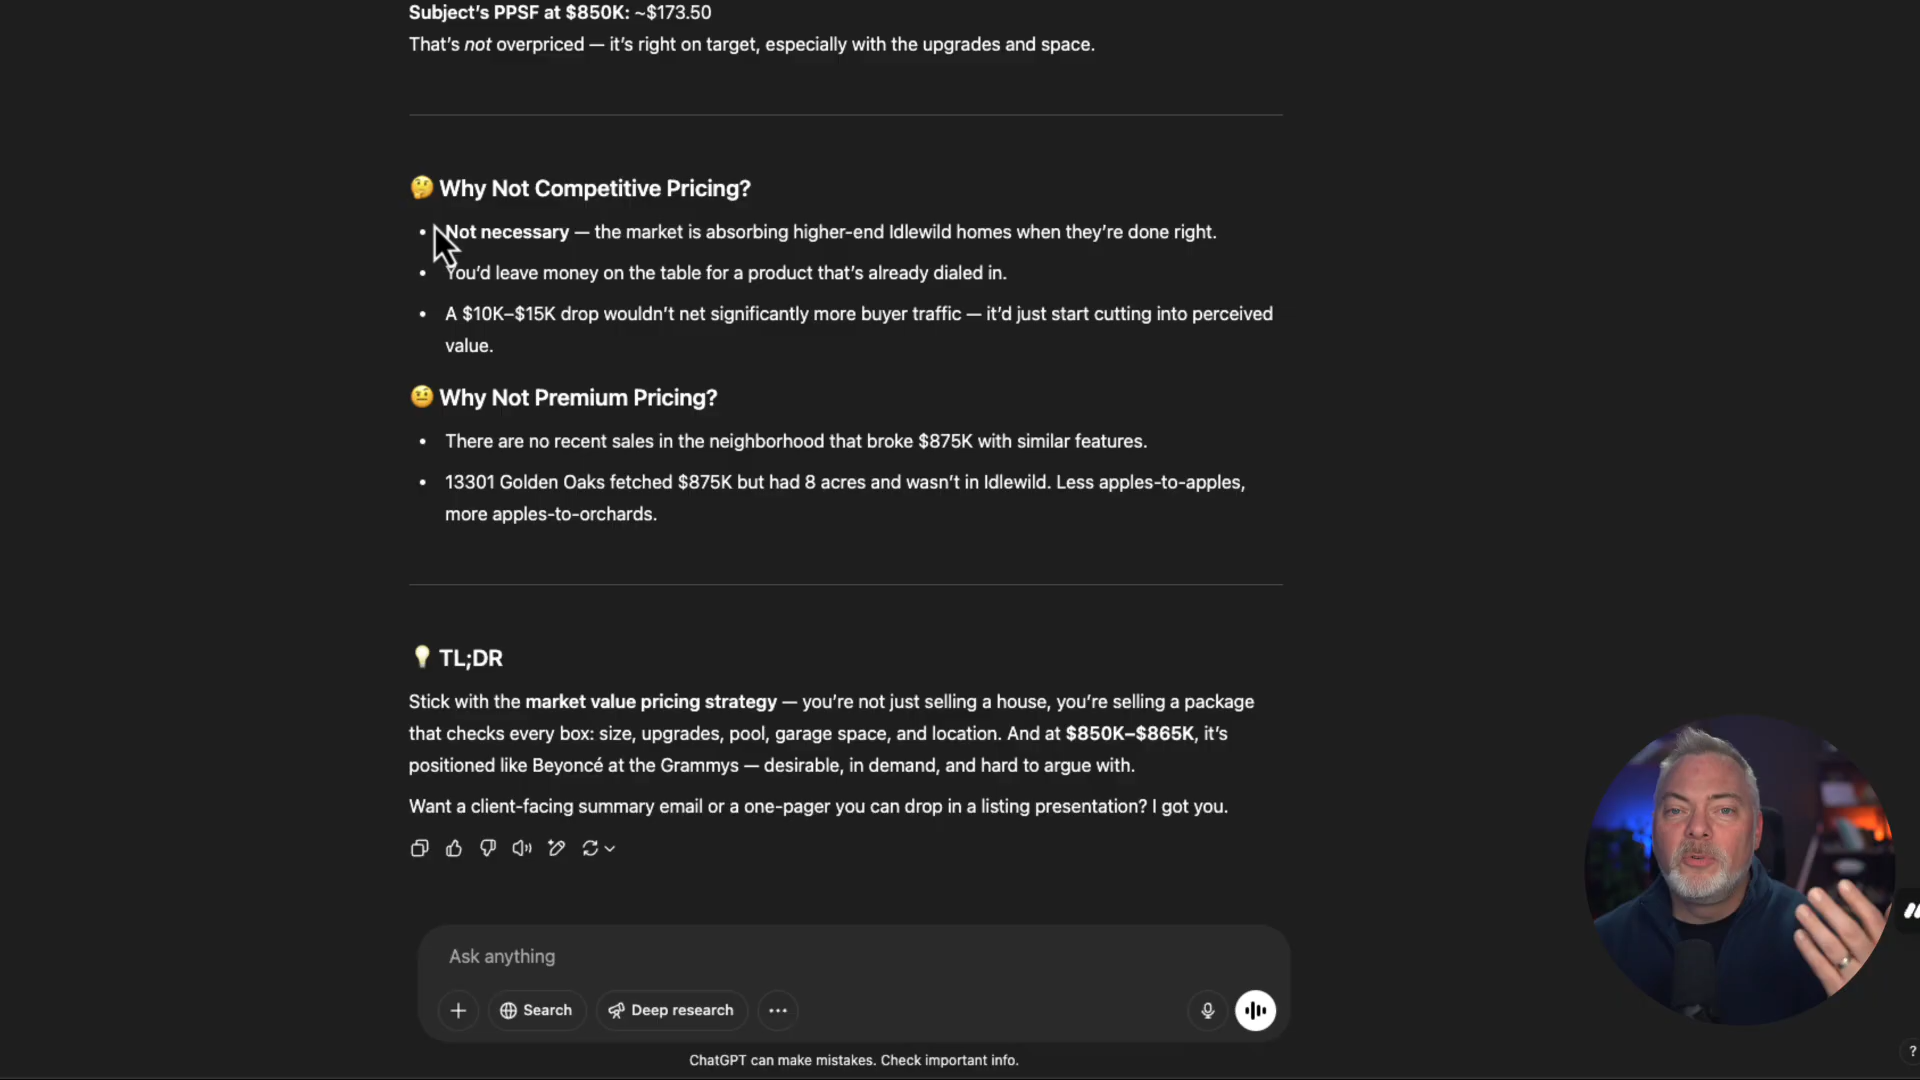 Subject's PPSF at $850K: ~$173.50
That's not overpriced — it's right on target, especially with the upgrades and space.
🤔 Why Not Competitive Pricing?
• Not necessary — the market is absorbing higher-end Idlewild homes when they're done right.
• You'd leave money on the table for a product that's already dialed in.
• A $10K–$15K drop wouldn't net significantly more buyer traffic — it'd just start cutting into perceived
value.
🤨 Why Not Premium Pricing?
• There are no recent sales in the neighborhood that broke $875K with similar features.
• 13301 Golden Oaks fetched $875K but had 8 acres and wasn't in Idlewild. Less apples-to-apples,
more apples-to-orchards.
💡 TL;DR
Stick with the market value pricing strategy — you're not just selling a house, you're selling a package
that checks every box: size, upgrades, pool, garage space, and location. And at $850K–$865K, it's
positioned like Beyoncé at the Grammys — desirable, in demand, and hard to argue with.
Want a client-facing summary email or a one-pager you can drop in a listing presentation? I got you.
Ask anything
Search
Deep research
ChatGPT can make mistakes. Check important info.
?